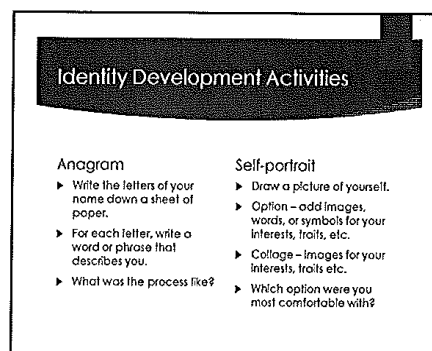 Identity Development Activities
Anagram
▶ Write the letters of your
name down a sheet of
paper.
▶ For each letter, write a
word or phrase that
describes you.
▶ What was the process like?
Self-portrait
▶ Draw a picture of yourself.
▶ Option – add images,
words, or symbols for your
interests, traits, etc.
▶ Collage – images for your
interests, traits etc.
▶ Which option were you
most comfortable with?